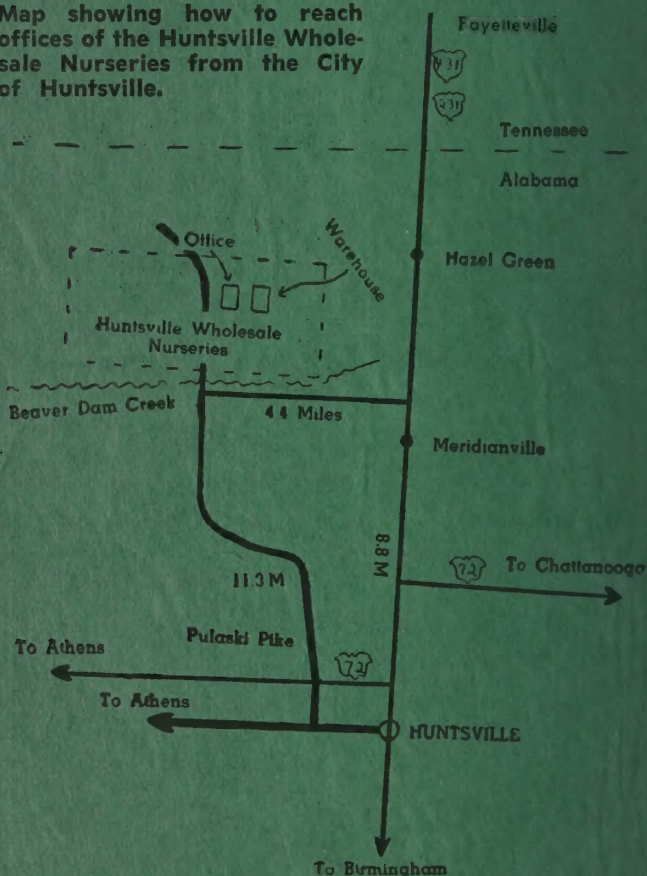 Map showing how to reach
offices of the Huntsville Whole-
sale Nurseries from the City
of Huntsville.
Fayetteville
431
231
Tennessee
Alabama
Office
Warehouse
Hazel Green
Huntsville Wholesale
Nurseries
Beaver Dam Creek
4 4 Miles
Meridianville
8.8 M
72
To Chattanooga
11.3 M
Pulaski Pike
To Athens
72
To Athens
HUNTSVILLE
To Birmingham